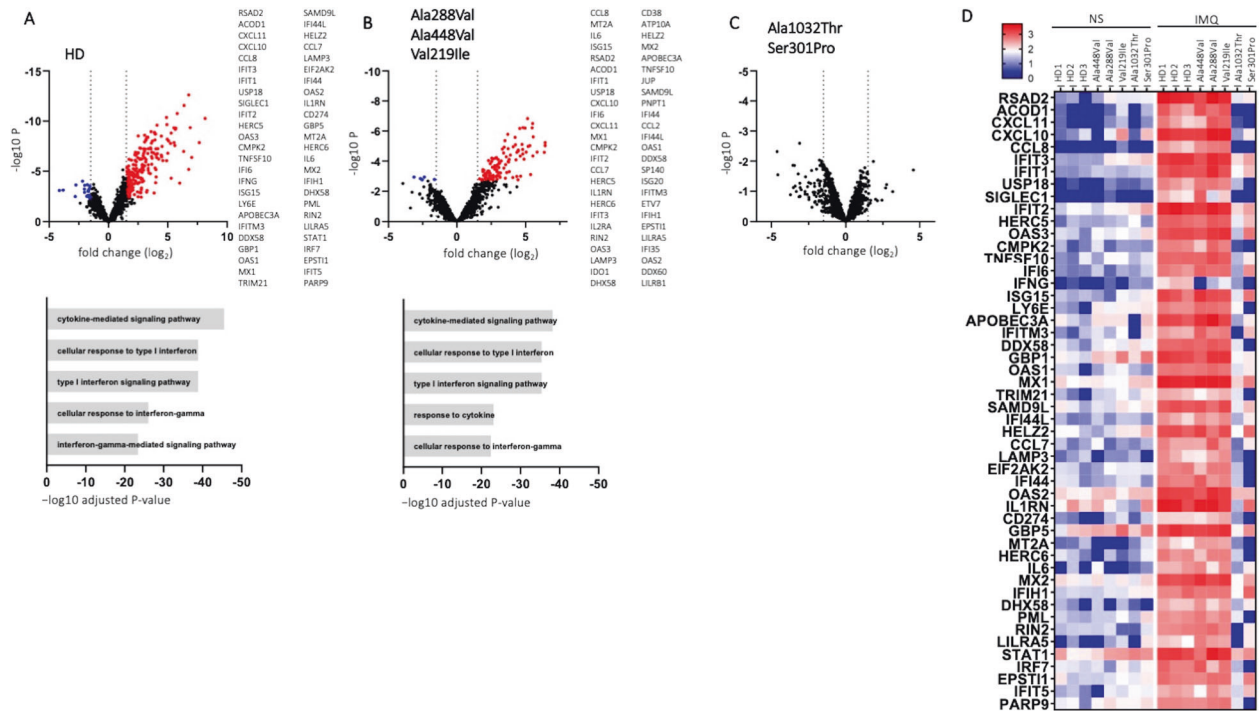 A
HD
-15
-10
-5
0
-log10 P
-5
0
5
10
fold change (log2)
RSAD2 SAMD9L
ACOD1 IFI44L
CXCL11 HELZ2
CXCL10 CCL7
CCL8 LAMP3
IFIT3 EIF2AK2
IFIT1 IFI44
USP18 OAS2
SIGLEC1 IL1RN
IFIT2 CD274
HERC5 GBP5
OAS3 MT2A
CMPK2 HERC6
TNFSF10 IL6
IFI6 MX2
IFNG IFIH1
ISG15 DHX58
LY6E PML
APOBEC3A RIN2
IFITM3 LILRA5
DDX58 STAT1
GBP1 IRF7
OAS1 EPSTI1
MX1 IFIT5
TRIM21 PARP9
cytokine-mediated signaling pathway
cellular response to type I interferon
type I interferon signaling pathway
cellular response to interferon-gamma
interferon-gamma-mediated signaling pathway
0 -10 -20 -30 -40 -50
−log10 adjusted P-value
B
Ala288Val
Ala448Val
Val219Ile
-10
-8
-6
-4
-2
0
-log10 P
-5 0 5 10
fold change (log2)
CCL8 CD38
MT2A ATP10A
IL6 HELZ2
ISG15 MX2
RSAD2 APOBEC3A
ACOD1 TNFSF10
IFIT1 JUP
USP18 SAMD9L
CXCL10 PNPT1
IFI6 IFI44
CXCL11 CCL2
MX1 IFI44L
CMPK2 OAS1
IFIT2 DDX58
CCL7 SP140
HERC5 ISG20
IL1RN IFITM3
HERC6 ETV7
IFIT3 IFIH1
IL2RA EPSTI1
RIN2 LILRA5
OAS3 IFI35
LAMP3 OAS2
IDO1 DDX60
DHX58 LILRB1
cytokine-mediated signaling pathway
cellular response to type I interferon
type I interferon signaling pathway
response to cytokine
cellular response to interferon-gamma
0 -10 -20 -30 -40 -50
−log10 adjusted P-value
C
Ala1032Thr
Ser301Pro
-5
-4
-3
-2
-1
0
-log10 P
-5 0 5
fold change (log2)
D
3
2
1
0
NS IMQ
HD1 HD2 HD3 Ala448Val Ala288Val Val219Ile Ala1032Thr Ser301Pro HD1 HD2 HD3 Ala448Val Ala288Val Val219Ile Ala1032Thr Ser301Pro
RSAD2
ACOD1
CXCL11
CXCL10
CCL8
IFIT3
IFIT1
USP18
SIGLEC1
IFIT2
HERC5
OAS3
CMPK2
TNFSF10
IFI6
IFNG
ISG15
LY6E
APOBEC3A
IFITM3
DDX58
GBP1
OAS1
MX1
TRIM21
SAMD9L
IFI44L
HELZ2
CCL7
LAMP3
EIF2AK2
IFI44
OAS2
IL1RN
CD274
GBP5
MT2A
HERC6
IL6
MX2
IFIH1
DHX58
PML
RIN2
LILRA5
STAT1
IRF7
EPSTI1
IFIT5
PARP9